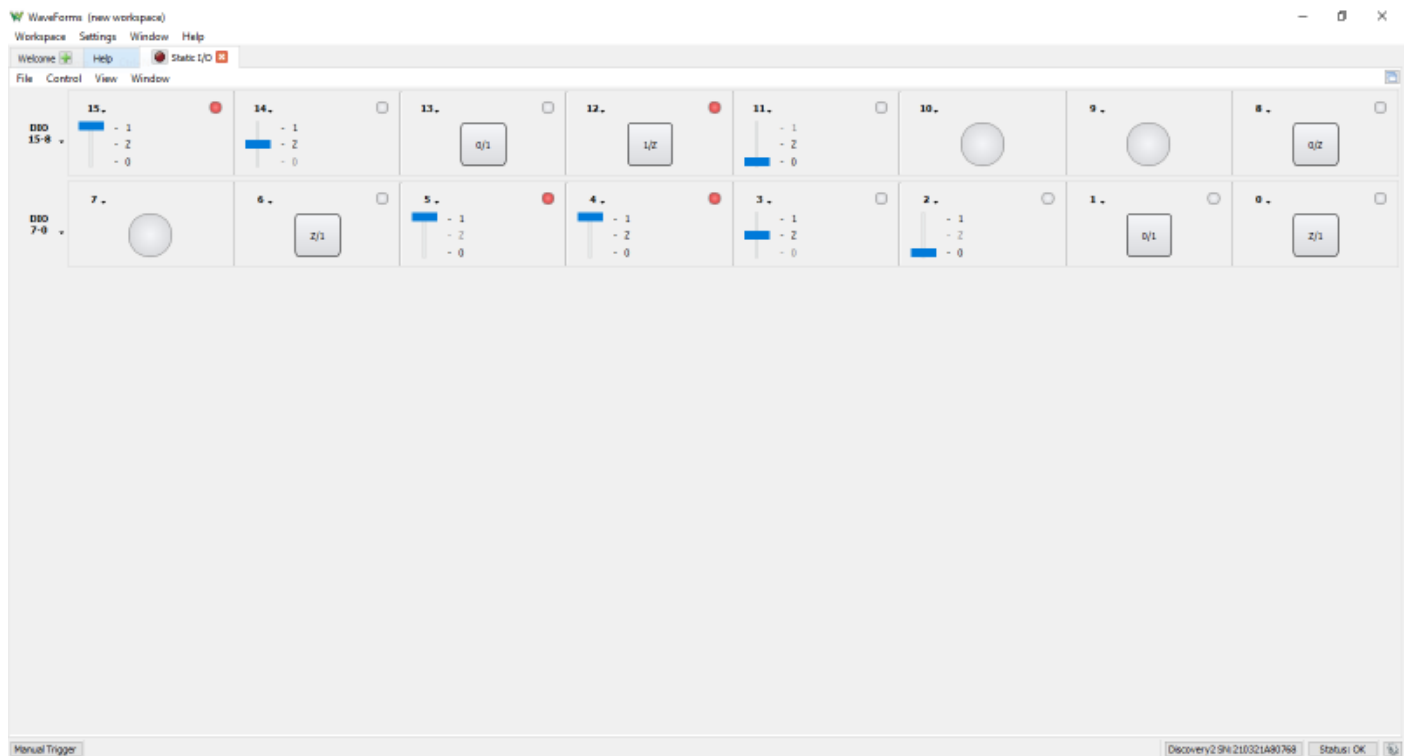 WaveForms (new workspace)
Workspace Settings Window Help
Welcome Help Static I/O
File Control View Window
DIO 15-8
15 - 1 - Z - 0
14 - 1 - Z - 0
13 0/1
12 1/Z
11 - 1 - Z - 0
10
9
8 0/Z
DIO 7-0
7
6 Z/1
5 - 1 - Z - 0
4 - 1 - Z - 0
3 - 1 - Z - 0
2 - 1 - Z - 0
1 0/1
0 Z/1
Manual Trigger Discovery2 SN:210321A80768 Status: OK